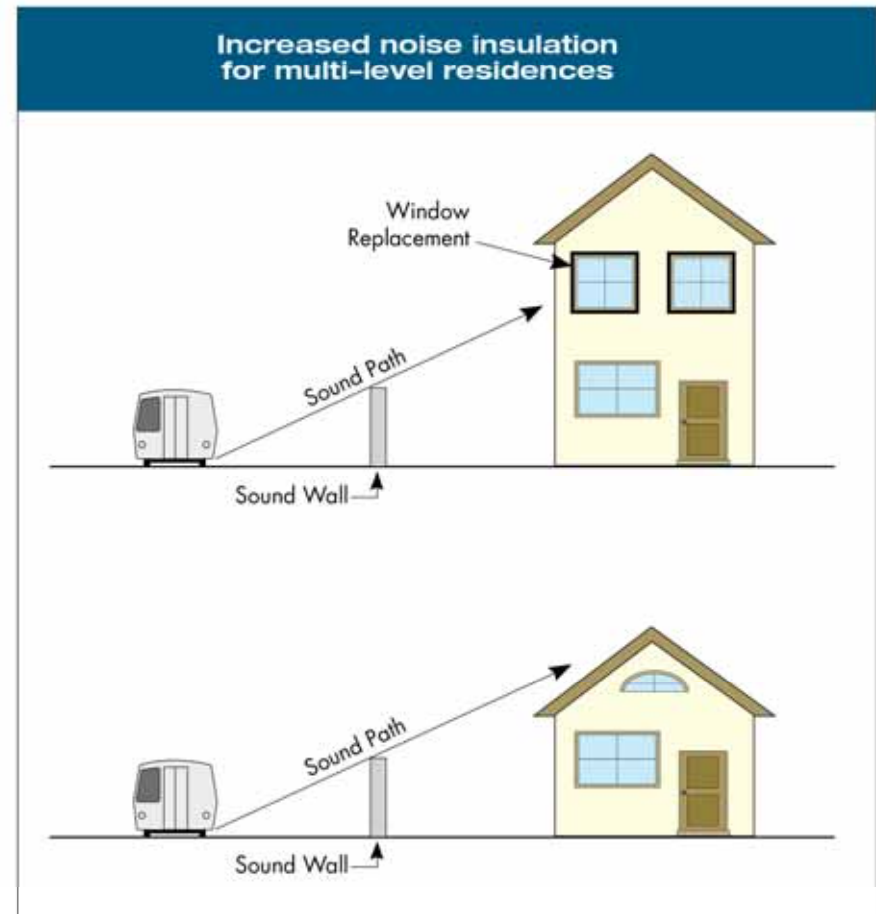 Increased noise insulation
for multi-level residences
Window
Replacement
Sound Path
Sound Wall
Sound Path
Sound Wall